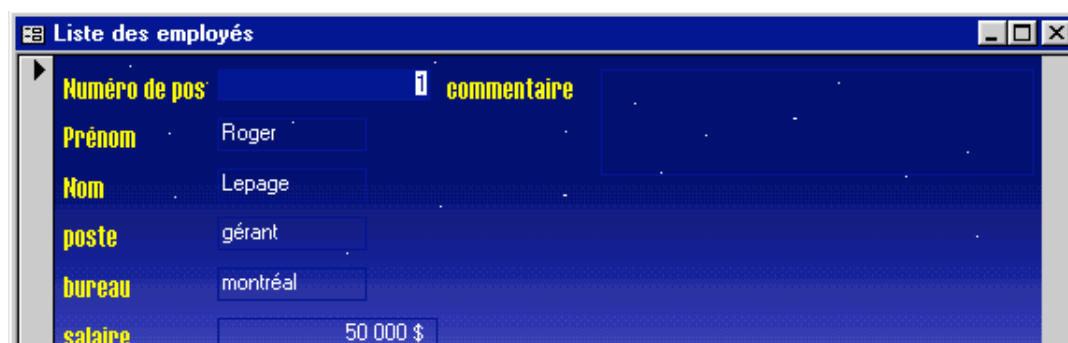 Liste des employés
Numéro de pos 1 commentaire
Prénom Roger
Nom Lepage
poste gérant
bureau montréal
salaire 50 000 $